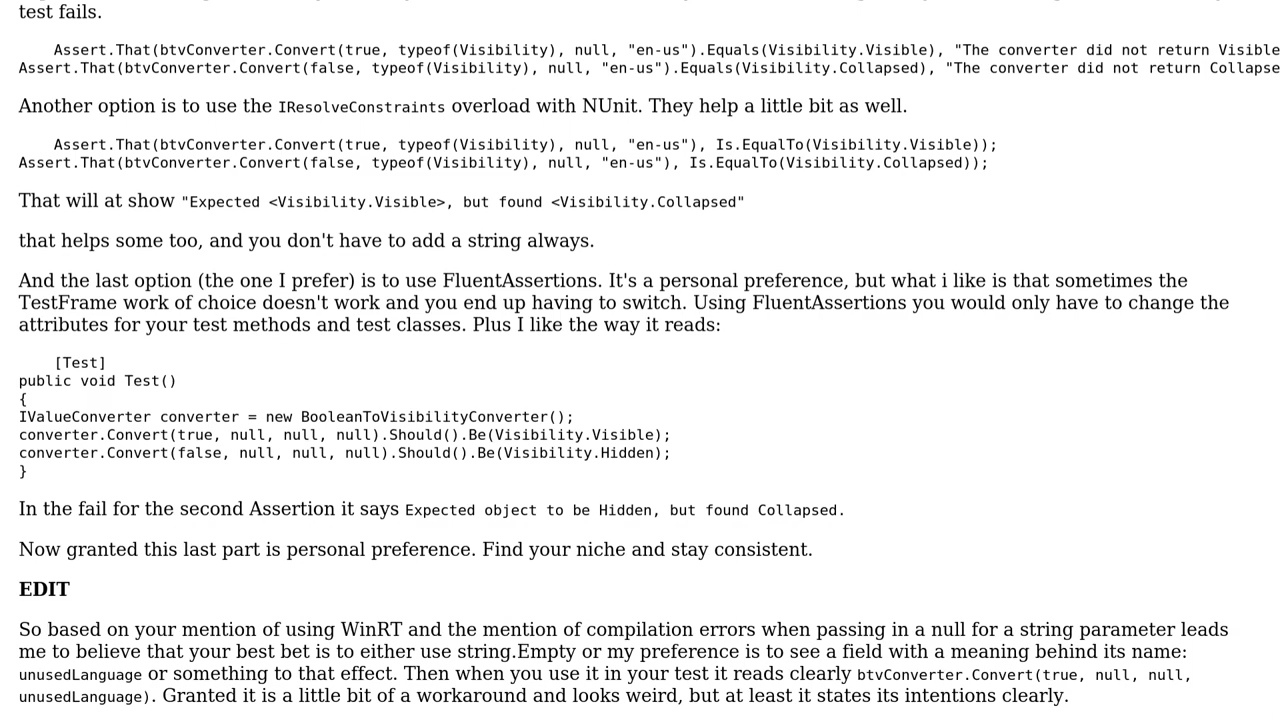 test fails.
Assert.That(btvConverter.Convert(true, typeof(Visibility), null, "en-us").Equals(Visibility.Visible), "The converter did not return Visible
Assert.That(btvConverter.Convert(false, typeof(Visibility), null, "en-us").Equals(Visibility.Collapsed), "The converter did not return Collapse
Another option is to use the IResolveConstraints overload with NUnit. They help a little bit as well.
Assert.That(btvConverter.Convert(true, typeof(Visibility), null, "en-us"), Is.EqualTo(Visibility.Visible));
Assert.That(btvConverter.Convert(false, typeof(Visibility), null, "en-us"), Is.EqualTo(Visibility.Collapsed));
That will at show "Expected <Visibility.Visible>, but found <Visibility.Collapsed"
that helps some too, and you don't have to add a string always.
And the last option (the one I prefer) is to use FluentAssertions. It's a personal preference, but what i like is that sometimes the
TestFrame work of choice doesn't work and you end up having to switch. Using FluentAssertions you would only have to change the
attributes for your test methods and test classes. Plus I like the way it reads:
[Test]
public void Test()
{
IValueConverter converter = new BooleanToVisibilityConverter();
converter.Convert(true, null, null, null).Should().Be(Visibility.Visible);
converter.Convert(false, null, null, null).Should().Be(Visibility.Hidden);
}
In the fail for the second Assertion it says Expected object to be Hidden, but found Collapsed.
Now granted this last part is personal preference. Find your niche and stay consistent.
EDIT
So based on your mention of using WinRT and the mention of compilation errors when passing in a null for a string parameter leads
me to believe that your best bet is to either use string.Empty or my preference is to see a field with a meaning behind its name:
unusedLanguage or something to that effect. Then when you use it in your test it reads clearly btvConverter.Convert(true, null, null,
unusedLanguage). Granted it is a little bit of a workaround and looks weird, but at least it states its intentions clearly.